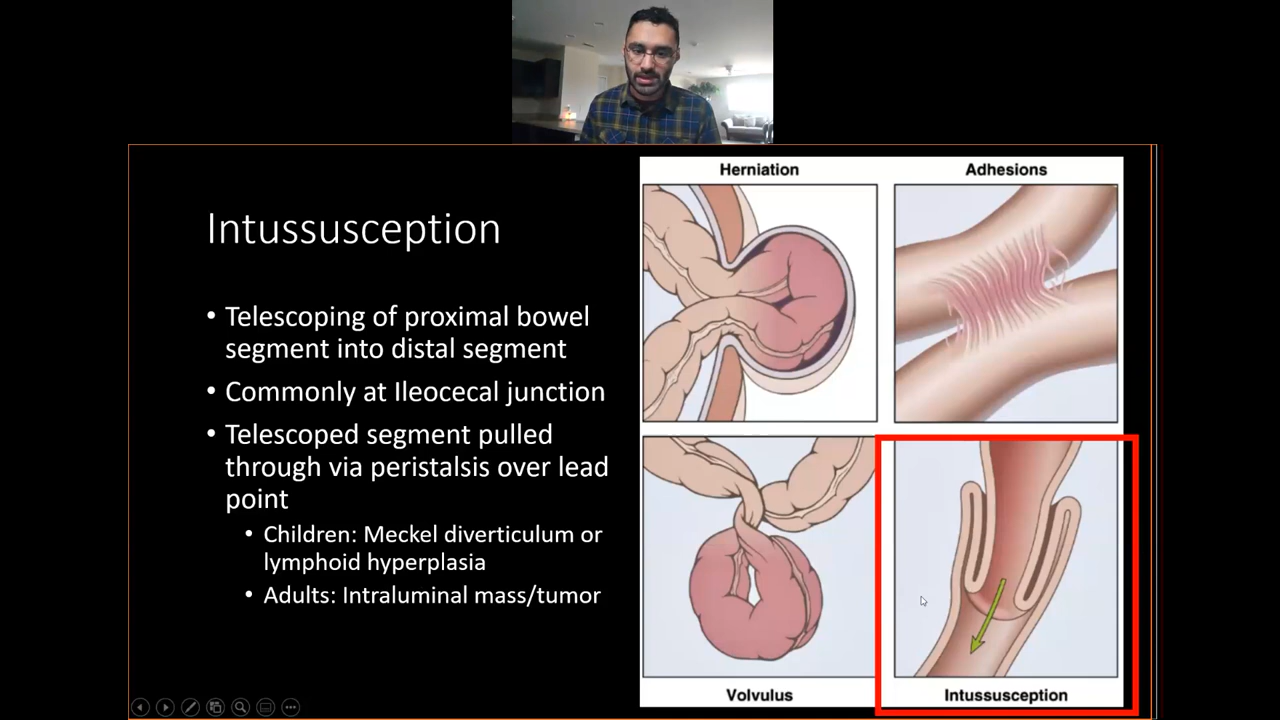 Intussusception
• Telescoping of proximal bowel
segment into distal segment
• Commonly at Ileocecal junction
• Telescoped segment pulled
through via peristalsis over lead
point
• Children: Meckel diverticulum or
lymphoid hyperplasia
• Adults: Intraluminal mass/tumor
Herniation
Adhesions
Volvulus
Intussusception